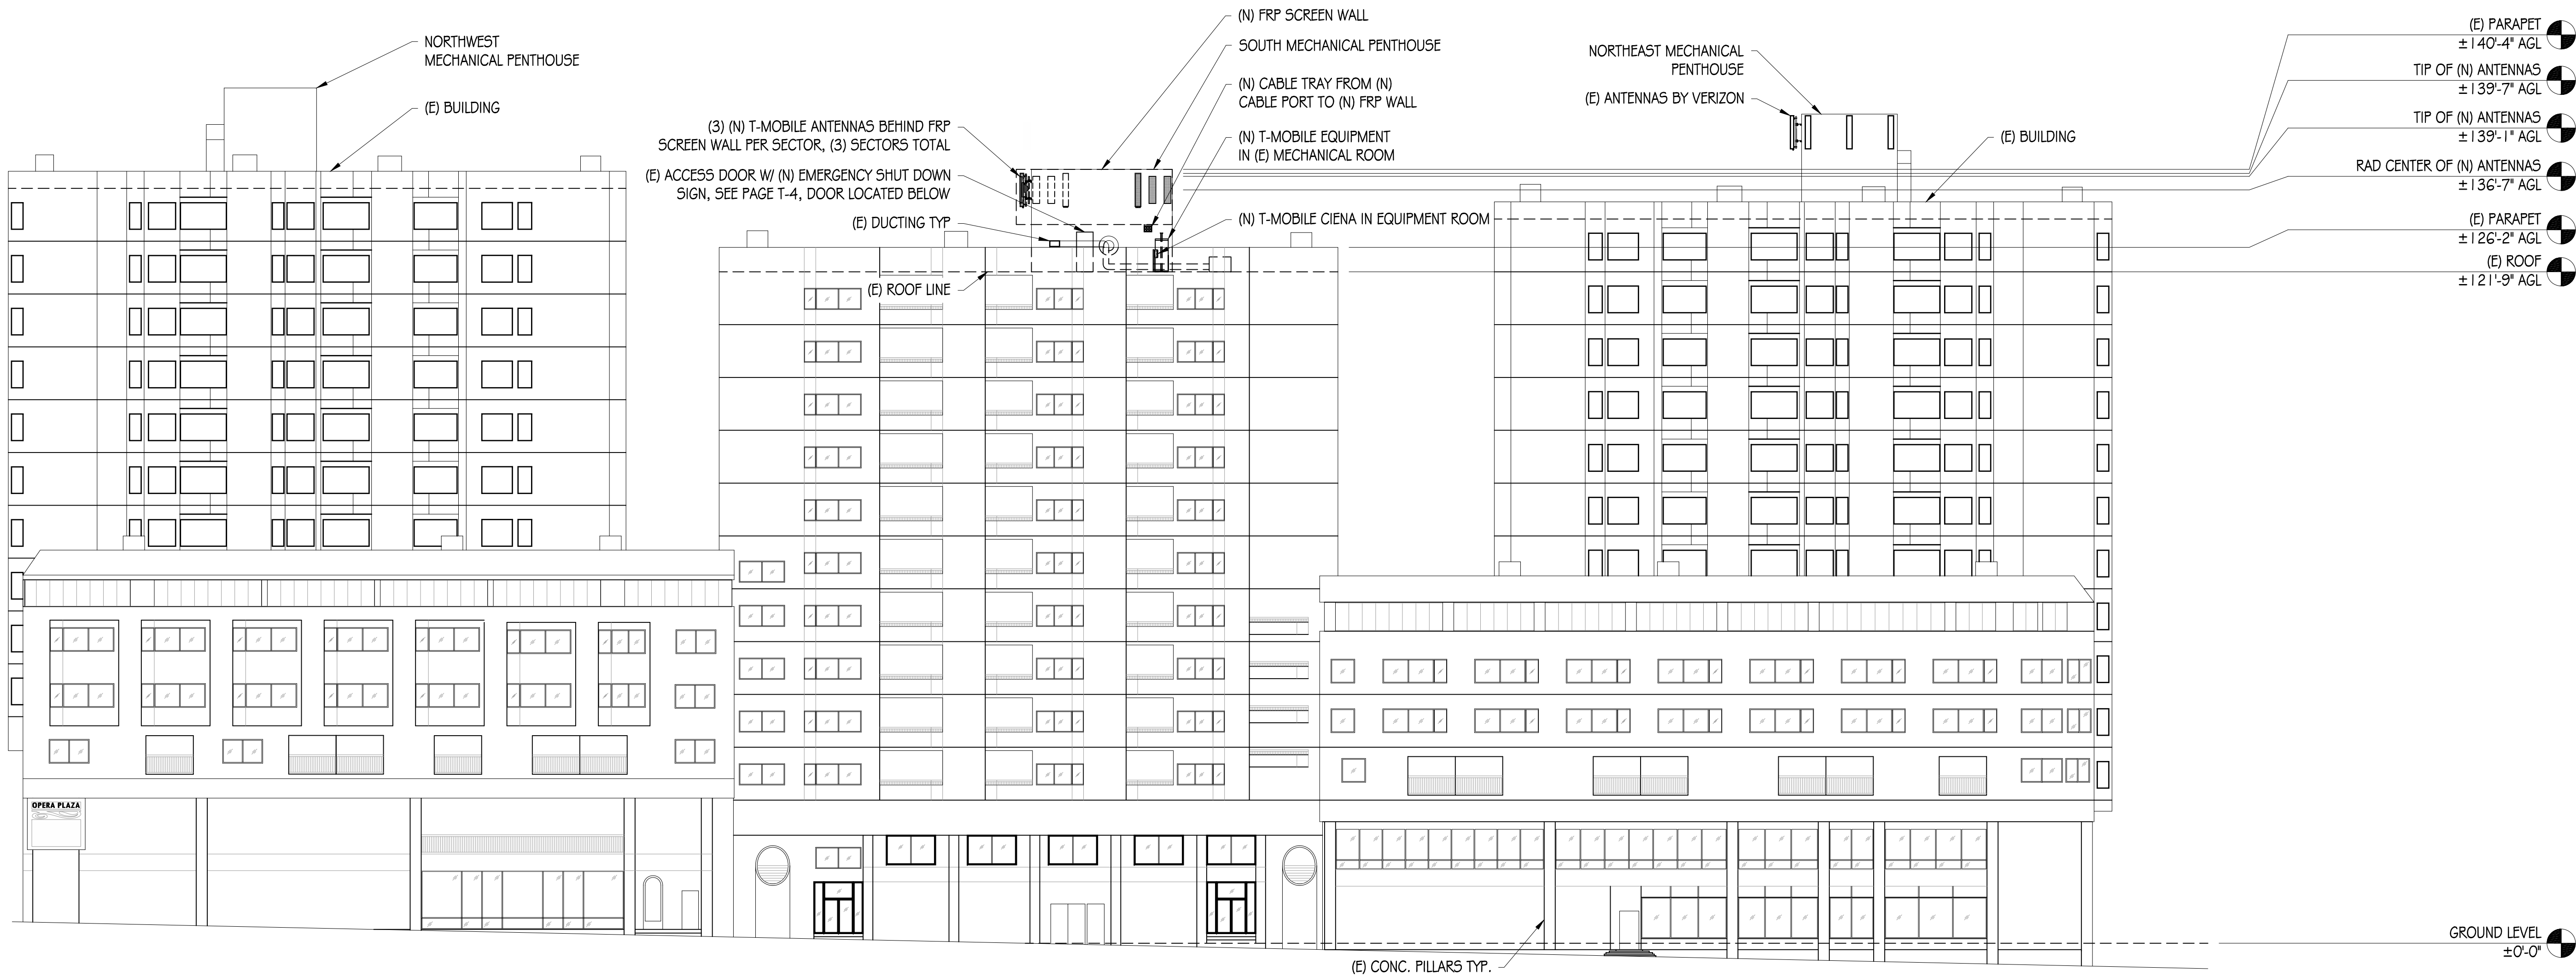 NORTHWEST
MECHANICAL PENTHOUSE
(E) BUILDING
(3) (N) T-MOBILE ANTENNAS BEHIND FRP
SCREEN WALL PER SECTOR, (3) SECTORS TOTAL
(E) ACCESS DOOR W/ (N) EMERGENCY SHUT DOWN
SIGN, SEE PAGE T-4, DOOR LOCATED BELOW
(E) DUCTING TYP
(E) ROOF LINE
(N) FRP SCREEN WALL
SOUTH MECHANICAL PENTHOUSE
(N) CABLE TRAY FROM (N)
CABLE PORT TO (N) FRP WALL
(N) T-MOBILE EQUIPMENT
IN (E) MECHANICAL ROOM
(N) T-MOBILE CIENA IN EQUIPMENT ROOM
NORTHEAST MECHANICAL
PENTHOUSE
(E) ANTENNAS BY VERIZON
(E) BUILDING
(E) PARAPET
±140'-4" AGL
TIP OF (N) ANTENNAS
±139'-7" AGL
TIP OF (N) ANTENNAS
±139'-1" AGL
RAD CENTER OF (N) ANTENNAS
±136'-7" AGL
(E) PARAPET
±126'-2" AGL
(E) ROOF
±121'-9" AGL
OPERA PLAZA
(E) CONC. PILLARS TYP.
GROUND LEVEL
±0'-0"